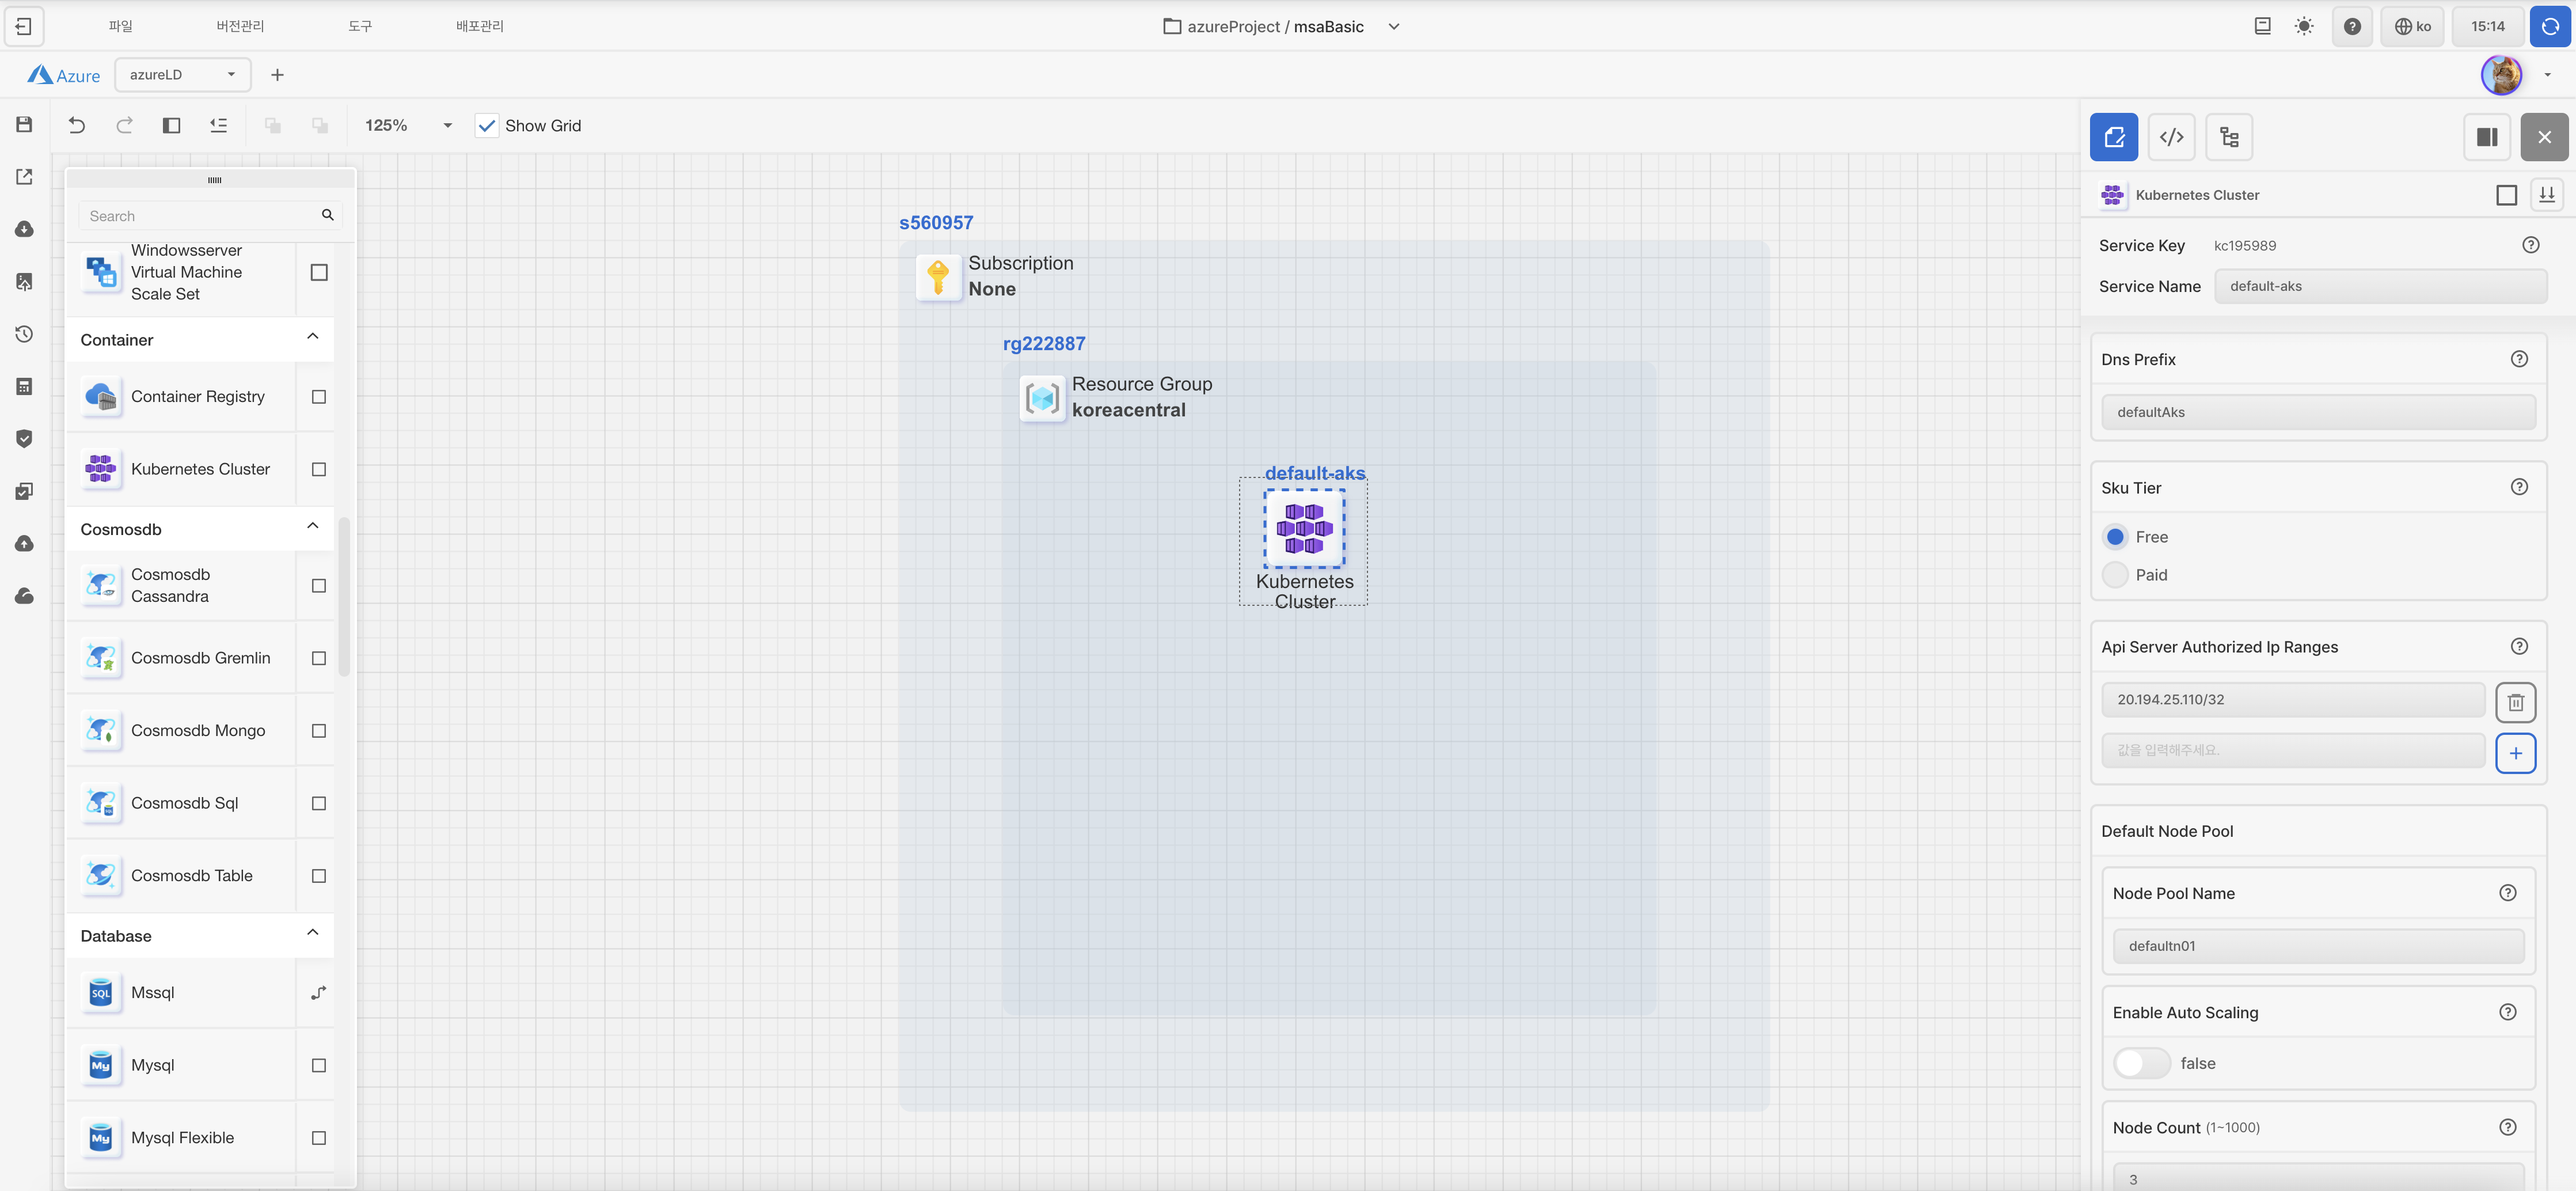 파일
버전관리
도구
배포관리
azureProject / msaBasic
ko
15:14
Azure
azureLD
125%
Show Grid
Search
Windowsserver
Virtual Machine
Scale Set
Container
Container Registry
Kubernetes Cluster
Cosmosdb
Cosmosdb
Cassandra
Cosmosdb Gremlin
Cosmosdb Mongo
Cosmosdb Sql
Cosmosdb Table
Database
SQL
Mssql
My
Mysql
My
Mysql Flexible
s560957
Subscription
None
rg222887
Resource Group
koreacentral
default-aks
Kubernetes
Cluster
Kubernetes Cluster
Service Key kc195989
Service Name default-aks
Dns Prefix
defaultAks
Sku Tier
Free
Paid
Api Server Authorized Ip Ranges
20.194.25.110/32
값을 입력해주세요.
Default Node Pool
Node Pool Name
defaultn01
Enable Auto Scaling
false
Node Count (1~1000)
3